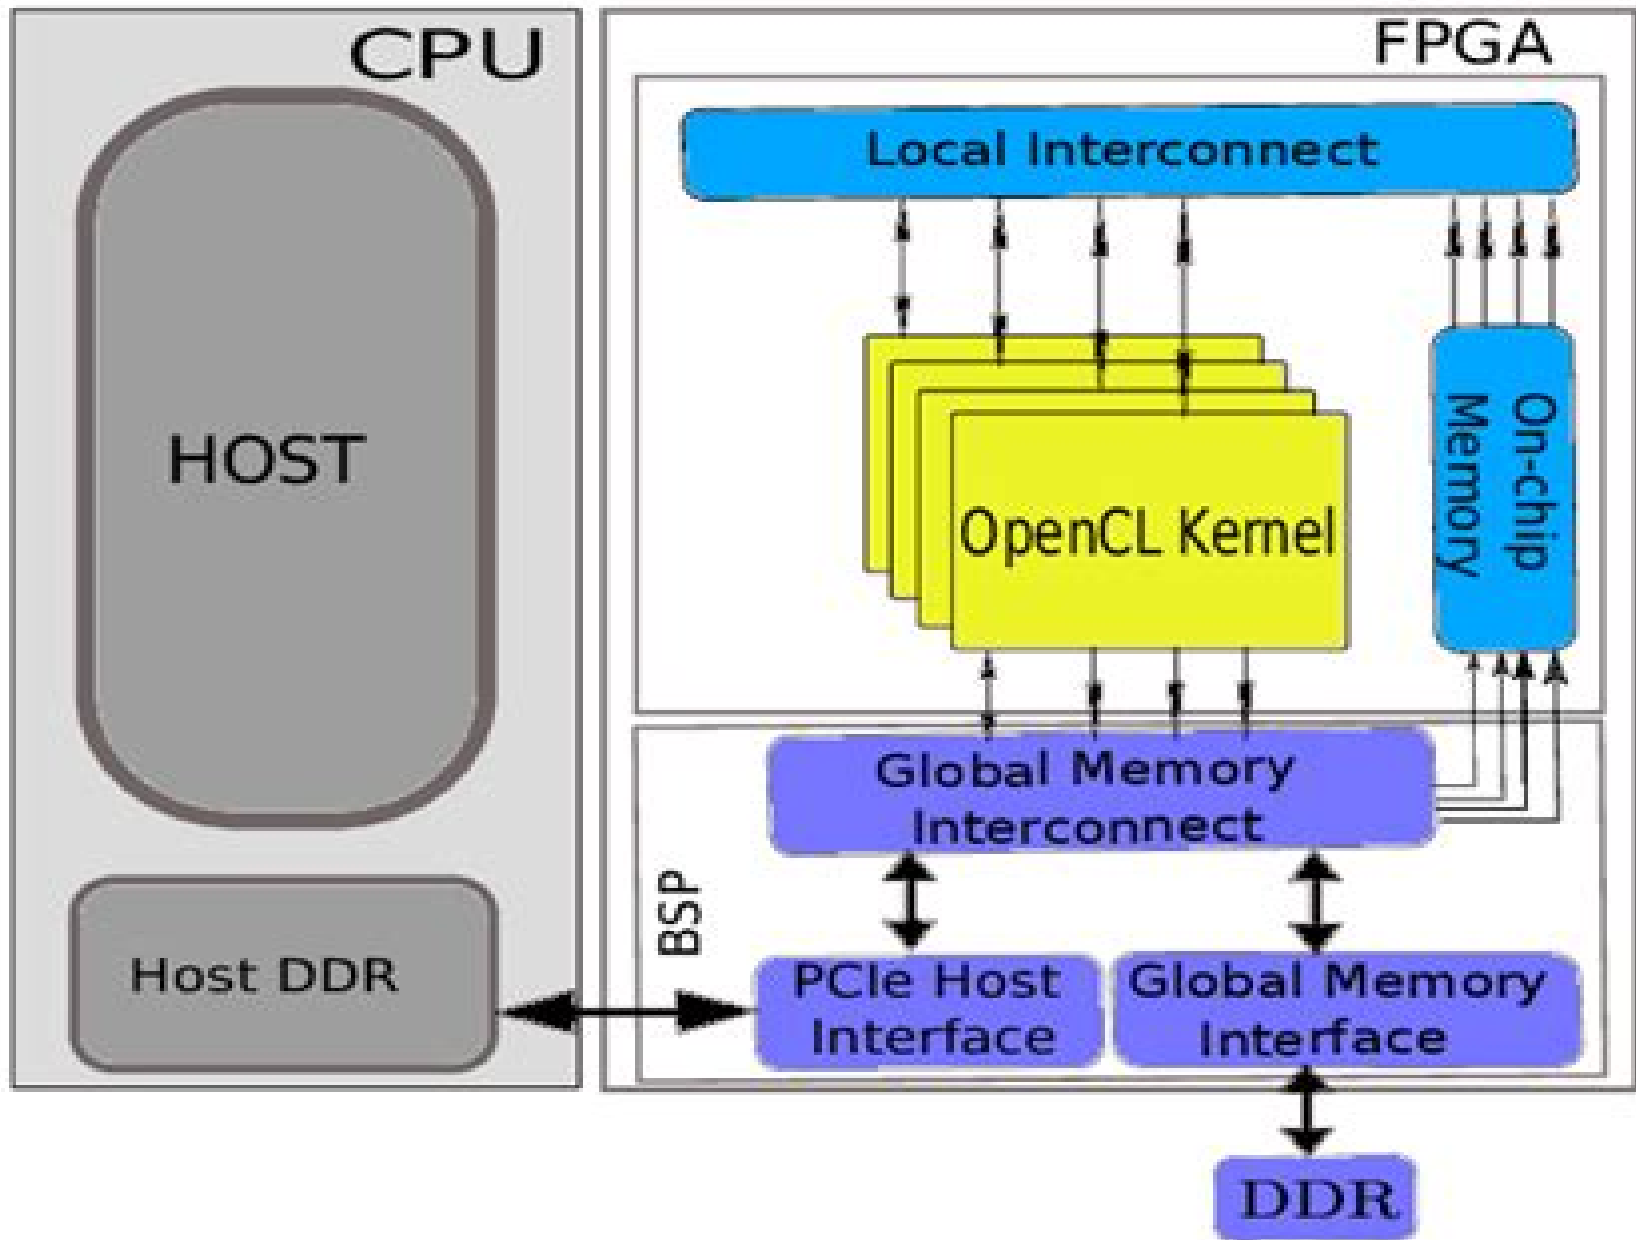 CPU
HOST
Host DDR
FPGA
Local Interconnect
OpenCL Kernel
On-chip
Memory
BSP
Global Memory
Interconnect
PCIe Host
Interface
Global Memory
Interface
DDR